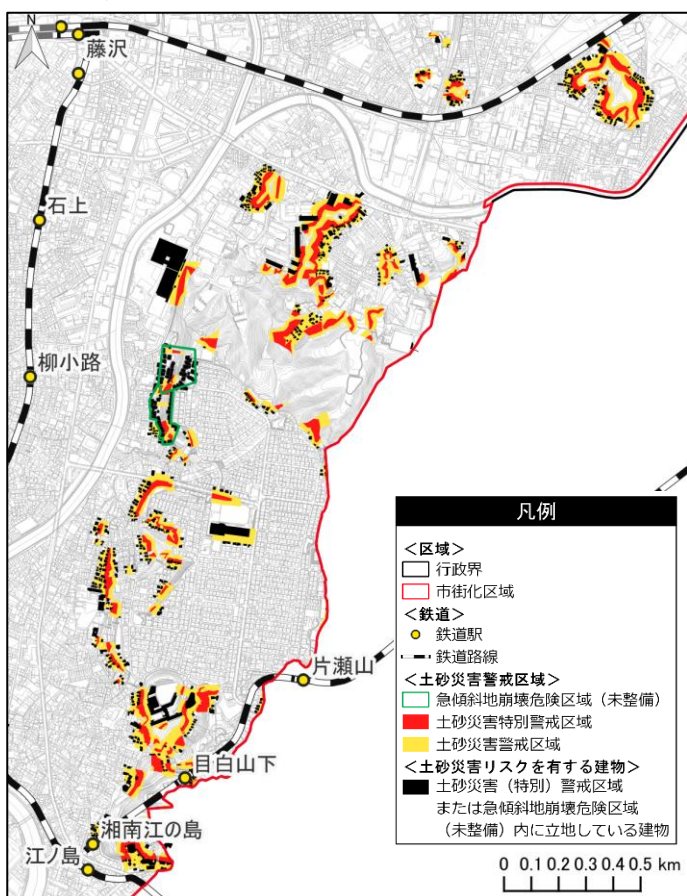 N
藤沢
石上
柳小路
片瀬山
目白山下
湘南江の島
江ノ島
凡例
＜区域＞
行政界
市街化区域
＜鉄道＞
鉄道駅
鉄道路線
＜土砂災害警戒区域＞
急傾斜地崩壊危険区域（未整備）
土砂災害特別警戒区域
土砂災害警戒区域
＜土砂災害リスクを有する建物＞
土砂災害（特別）警戒区域
または急傾斜地崩壊危険区域
（未整備）内に立地している建物
0 0.1 0.2 0.3 0.4 0.5 km